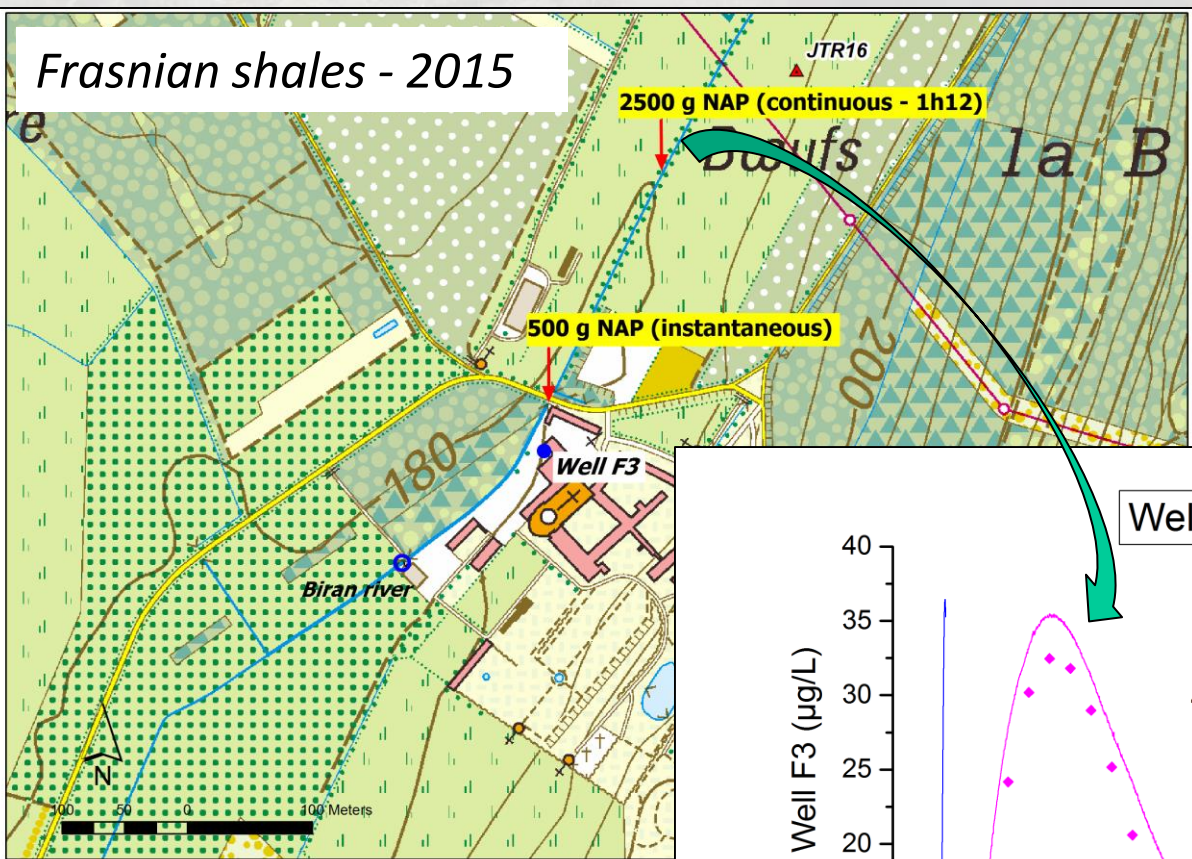 Frasnian shales - 2015
JTR16
2500 g NAP (continuous - 1h12)
re
Bœufs
la B
500 g NAP (instantaneous)
200
180
Well F3
Biran river
N
100 50 0 100 Meters
Wel
40
35
30
25
20
Well F3 (µg/L)